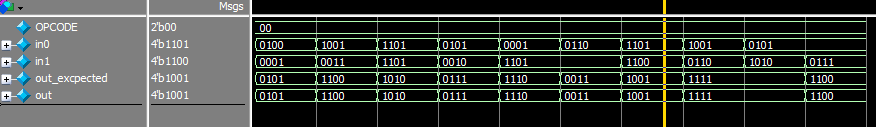 Msgs
OPCODE 2'b00 00
in0 4'b1101 0100 1001 1101 0101 0001 0110 1101 1001 0101
in1 4'b1100 0001 0011 1101 0010 1101 1100 0110 1010 0111
out_excpected 4'b1001 0101 1100 1010 0111 1110 0011 1001 1111 1100
out 4'b1001 0101 1100 1010 0111 1110 0011 1001 1111 1100